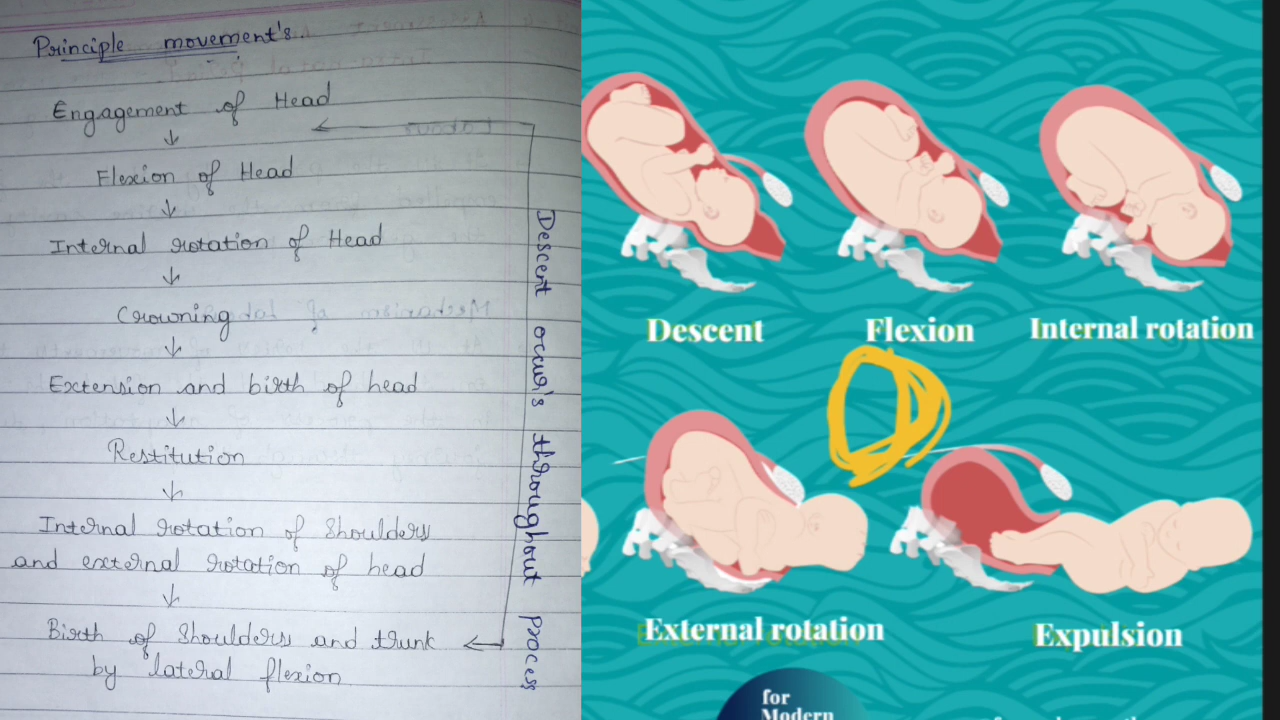 Principle movement's
Engagement of Head
↓
Flexion of Head
↓
Internal rotation of Head
↓
Crowning
↓
Extension and birth of head
↓
Restitution
↓
Internal rotation of Shoulders
and external rotation of head
↓
Birth of Shoulders and trunk
by lateral flexion
Descent occur's throughout process
Descent
Flexion
Internal rotation
External rotation
Expulsion
for
Modern